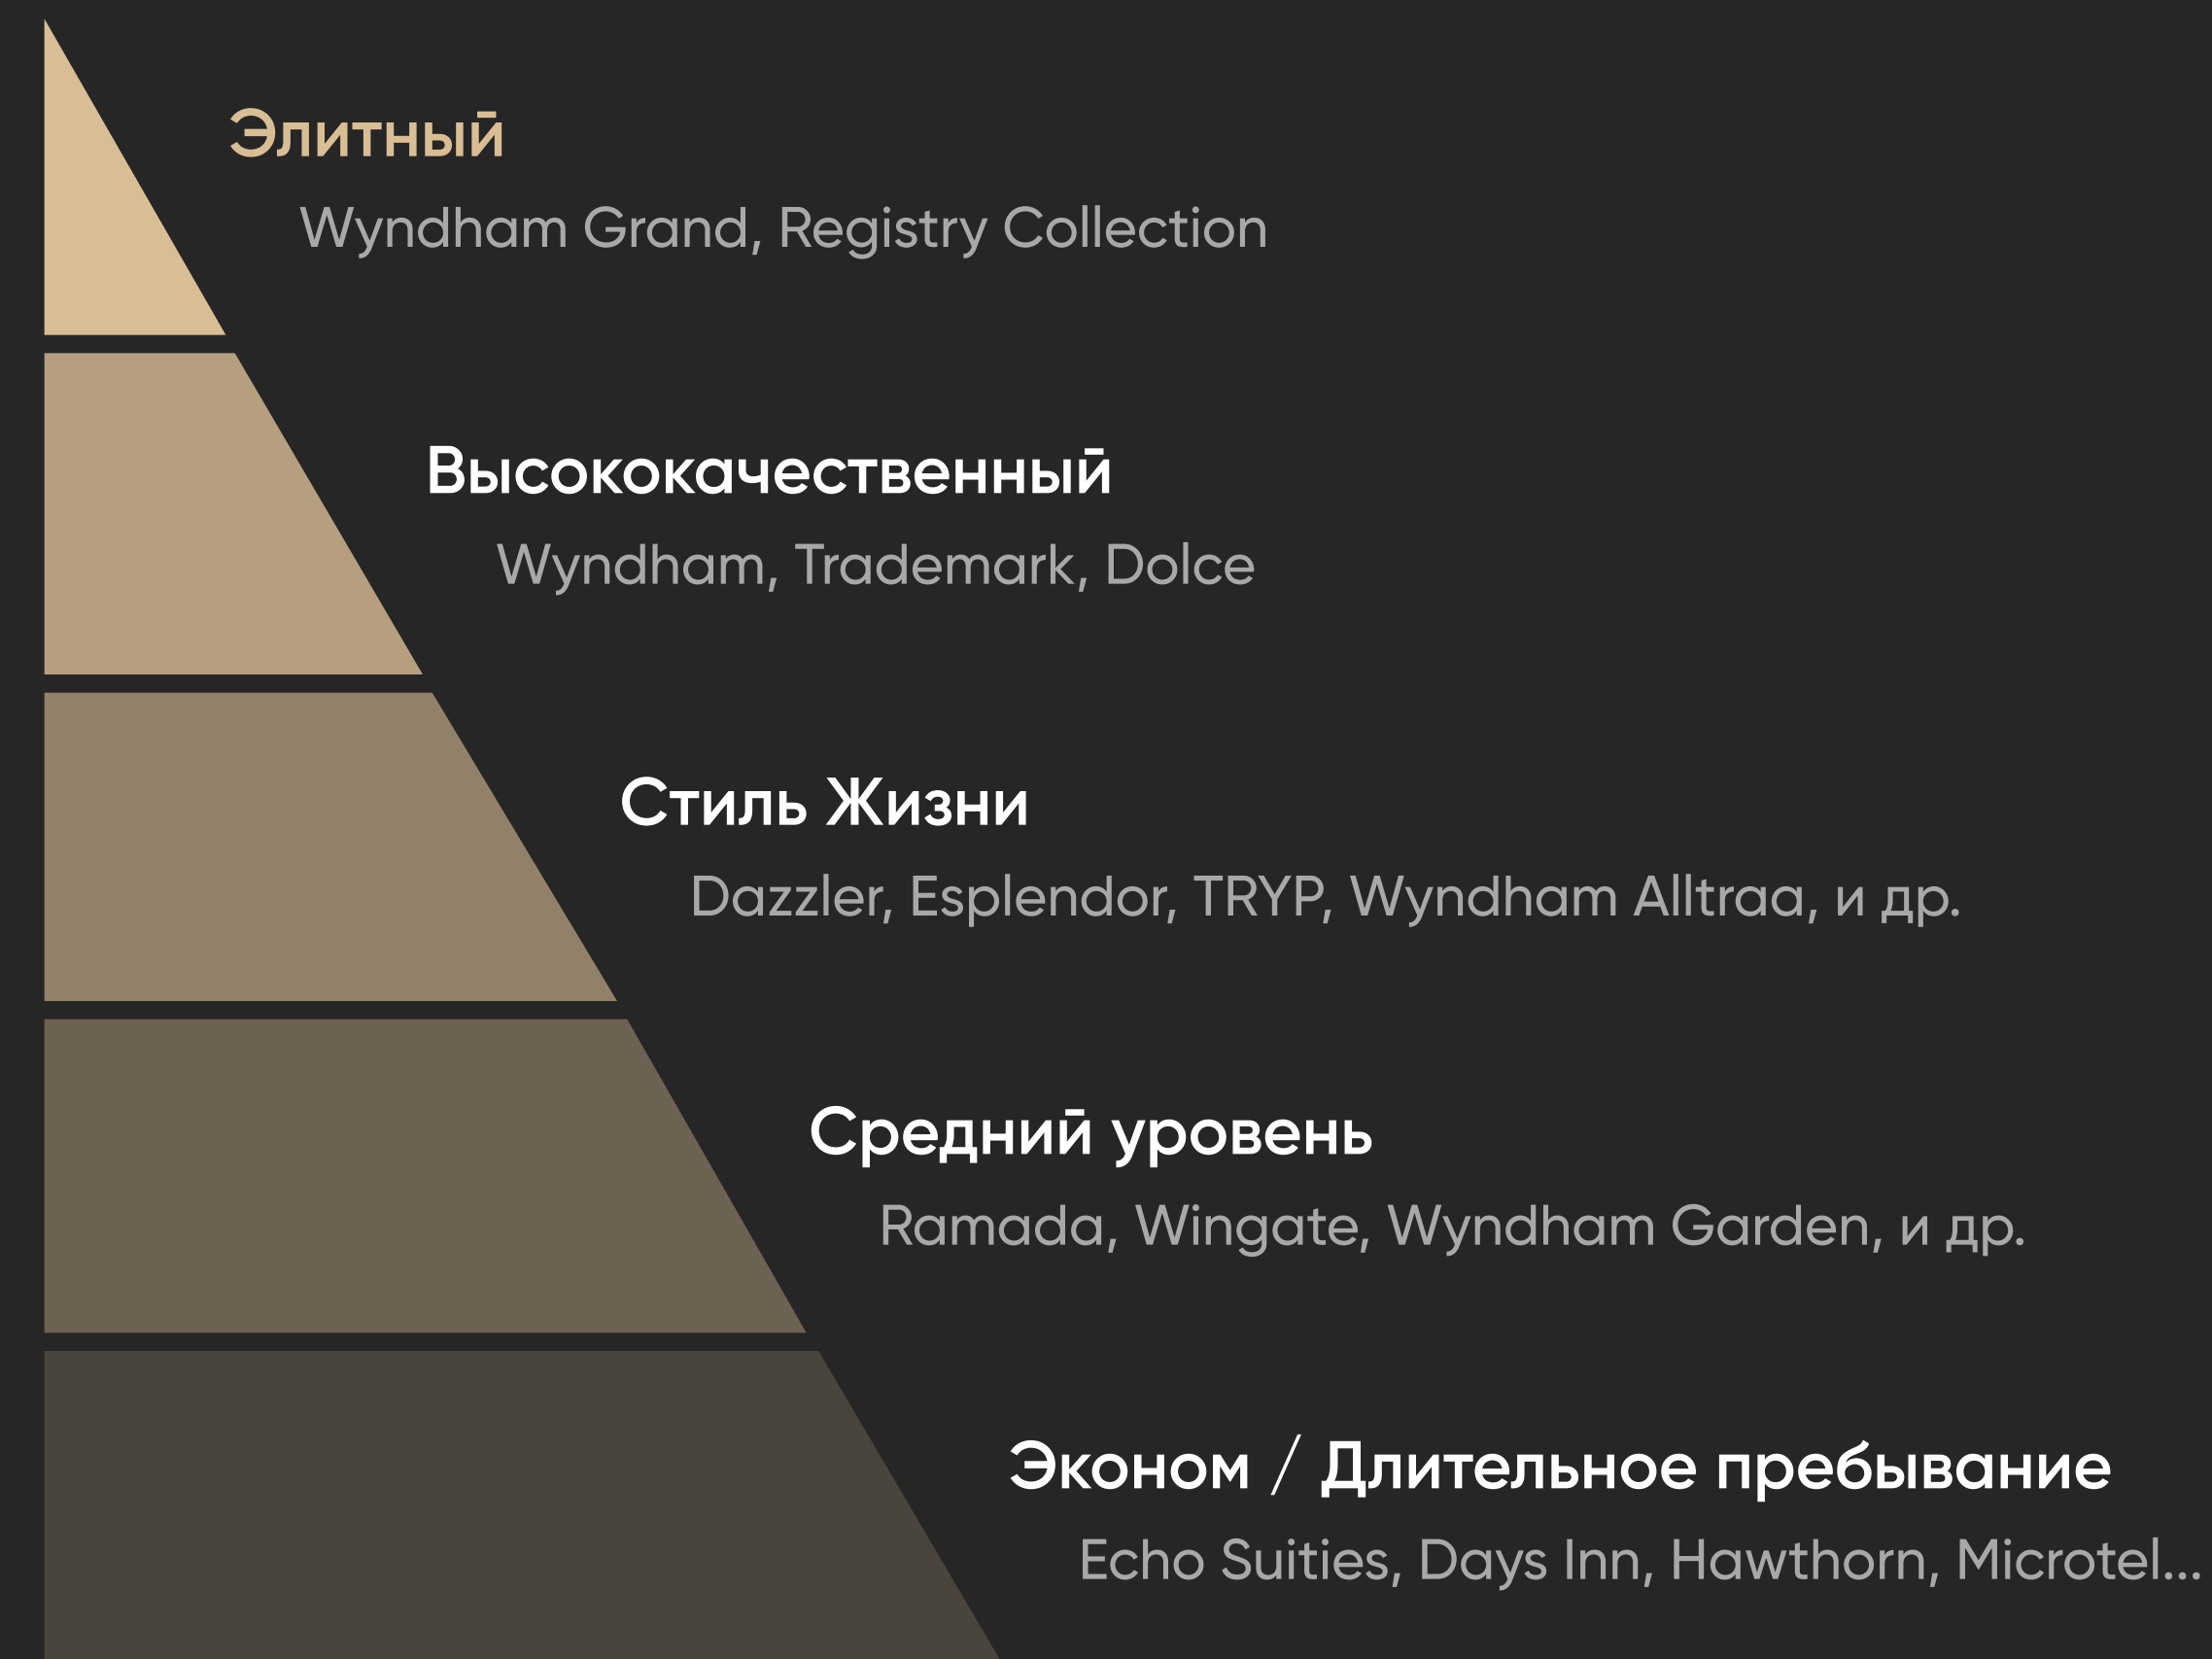 Элитный
Wyndham Grand, Registry Collection
Высококачественный
Wyndham, Trademark, Dolce
Стиль Жизни
Dazzler, Esplendor, TRYP, Wyndham Alltra, и др.
Средний уровень
Ramada, Wingate, Wyndham Garden, и др.
Эконом / Длительное пребывание
Echo Suities, Days Inn, Hawthorn, Microtel...